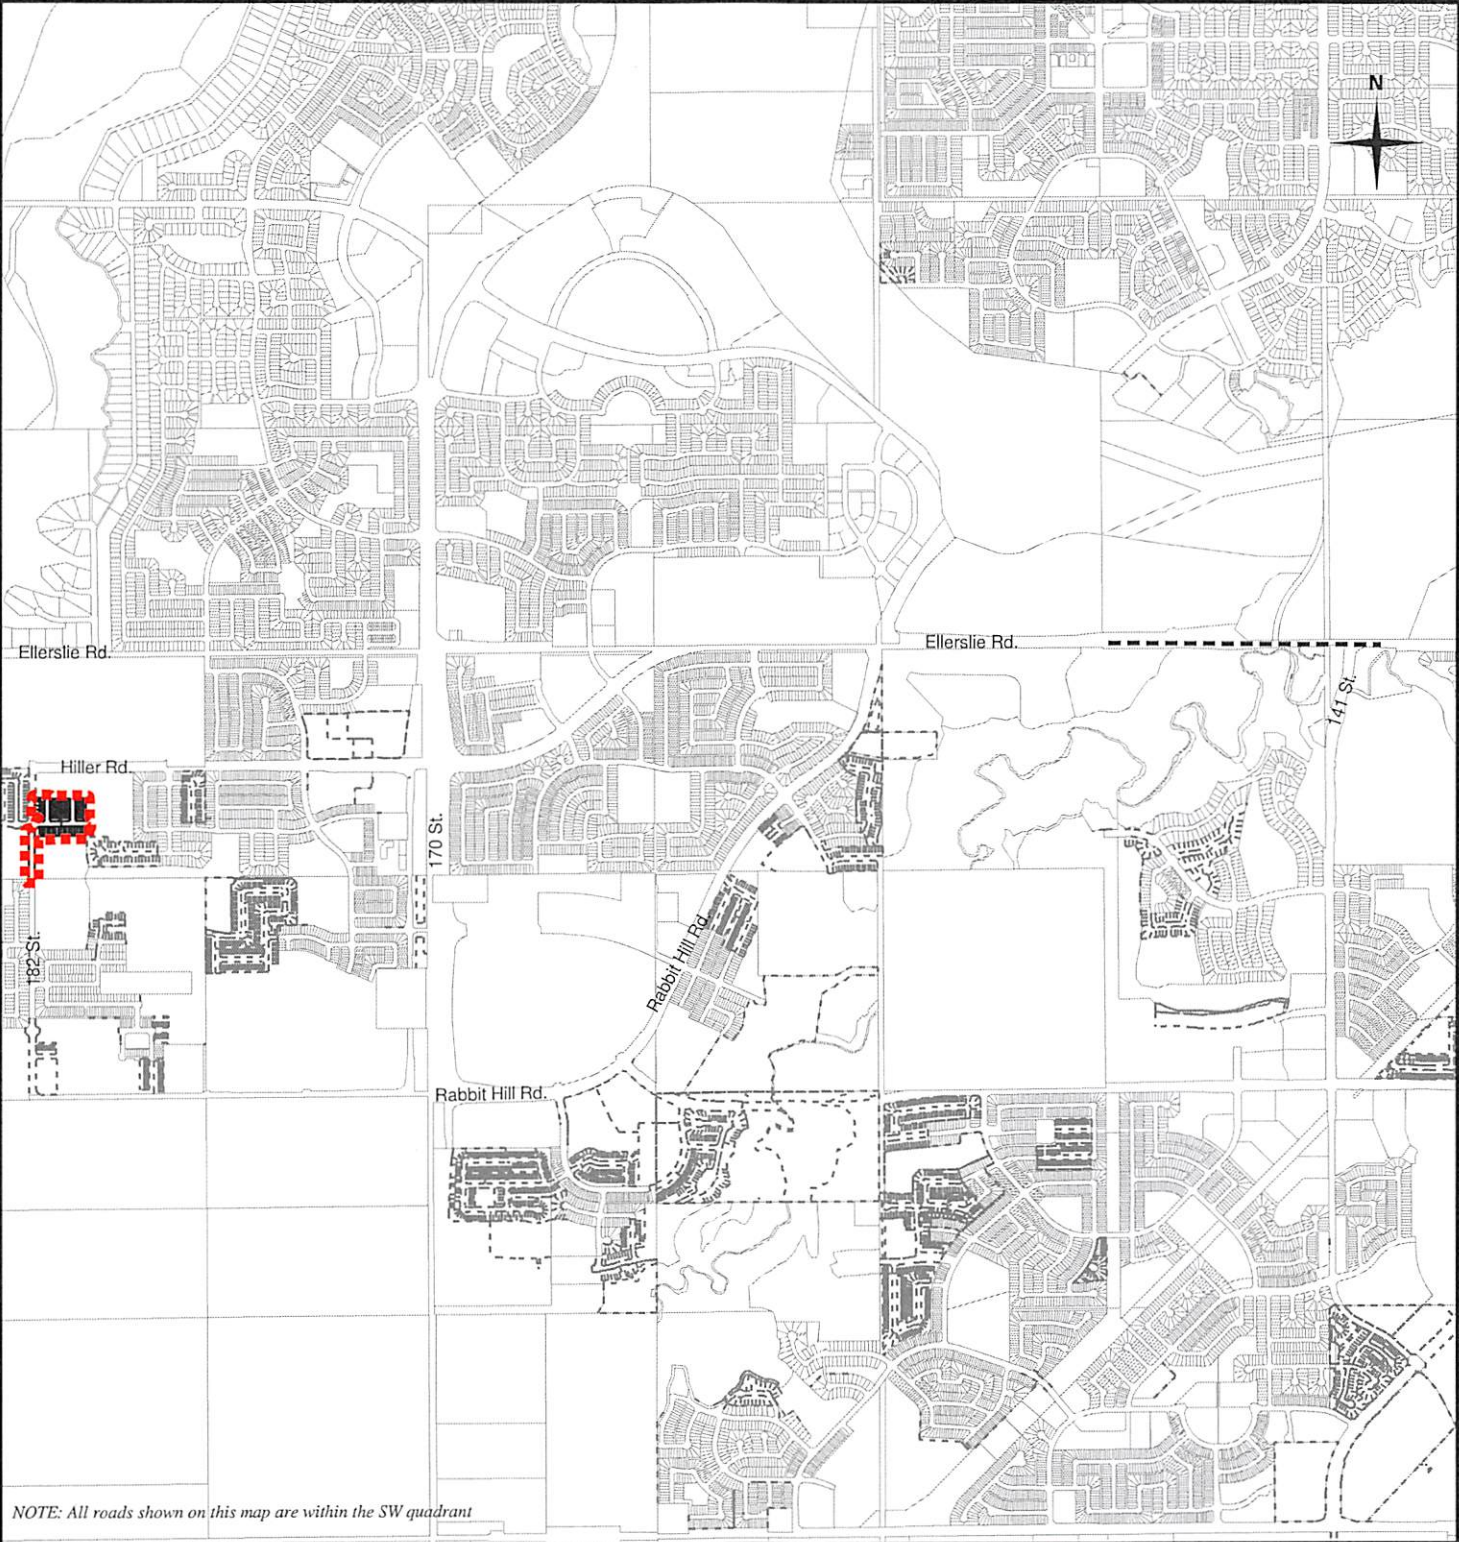 N
Ellerslie Rd.
Ellerslie Rd.
141 St.
Hiller Rd.
170 St.
182 St.
Rabbit Hill Rd.
Rabbit Hill Rd.
NOTE: All roads shown on this map are within the SW quadrant